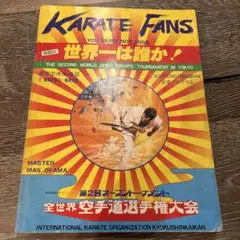 KARATE FANS
世界一は誰か!
THE SECOND WORLD OPEN KARATE TOURNAMENT IN TOKYO
MASTER
MAS. OYAMA
第2回オープントーナメント
全世界空手道選手権大会
INTERNATIONAL KARATE ORGANIZATION KYOKUSHINKAIKAN